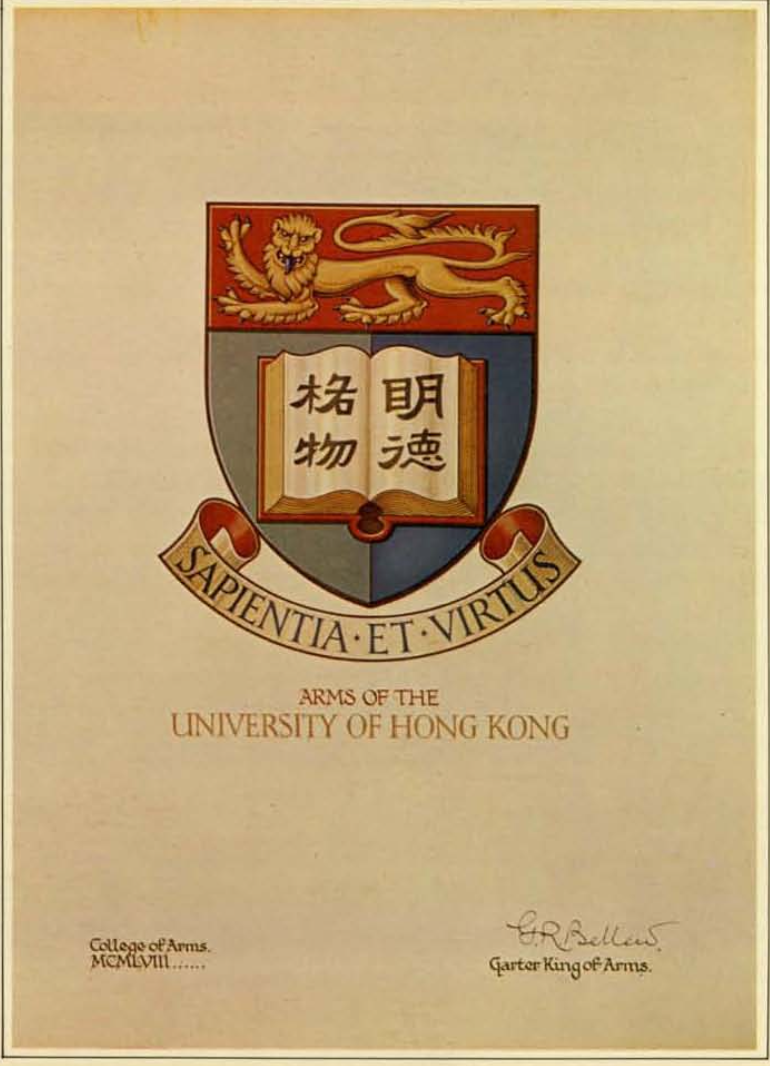 明德
格物
SAPIENTIA·ET·VIRTUS
ARMS OF THE
UNIVERSITY OF HONG KONG
College of Arms.
MCMLVIII......
G.R.Bellew.
Garter King of Arms.